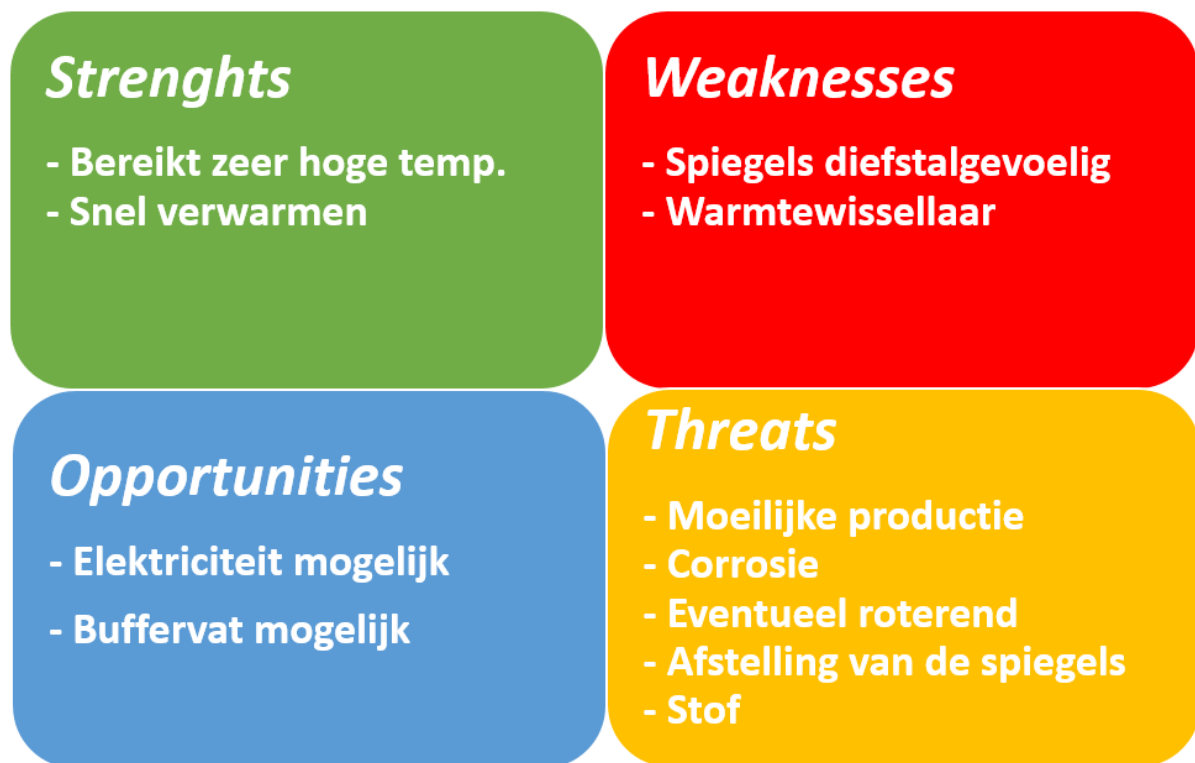 Strenghts
- Bereikt zeer hoge temp.
- Snel verwarmen
Weaknesses
- Spiegels diefstalgevoelig
- Warmtewissellaar
Opportunities
- Elektriciteit mogelijk
- Buffervat mogelijk
Threats
- Moeilijke productie
- Corrosie
- Eventueel roterend
- Afstelling van de spiegels
- Stof